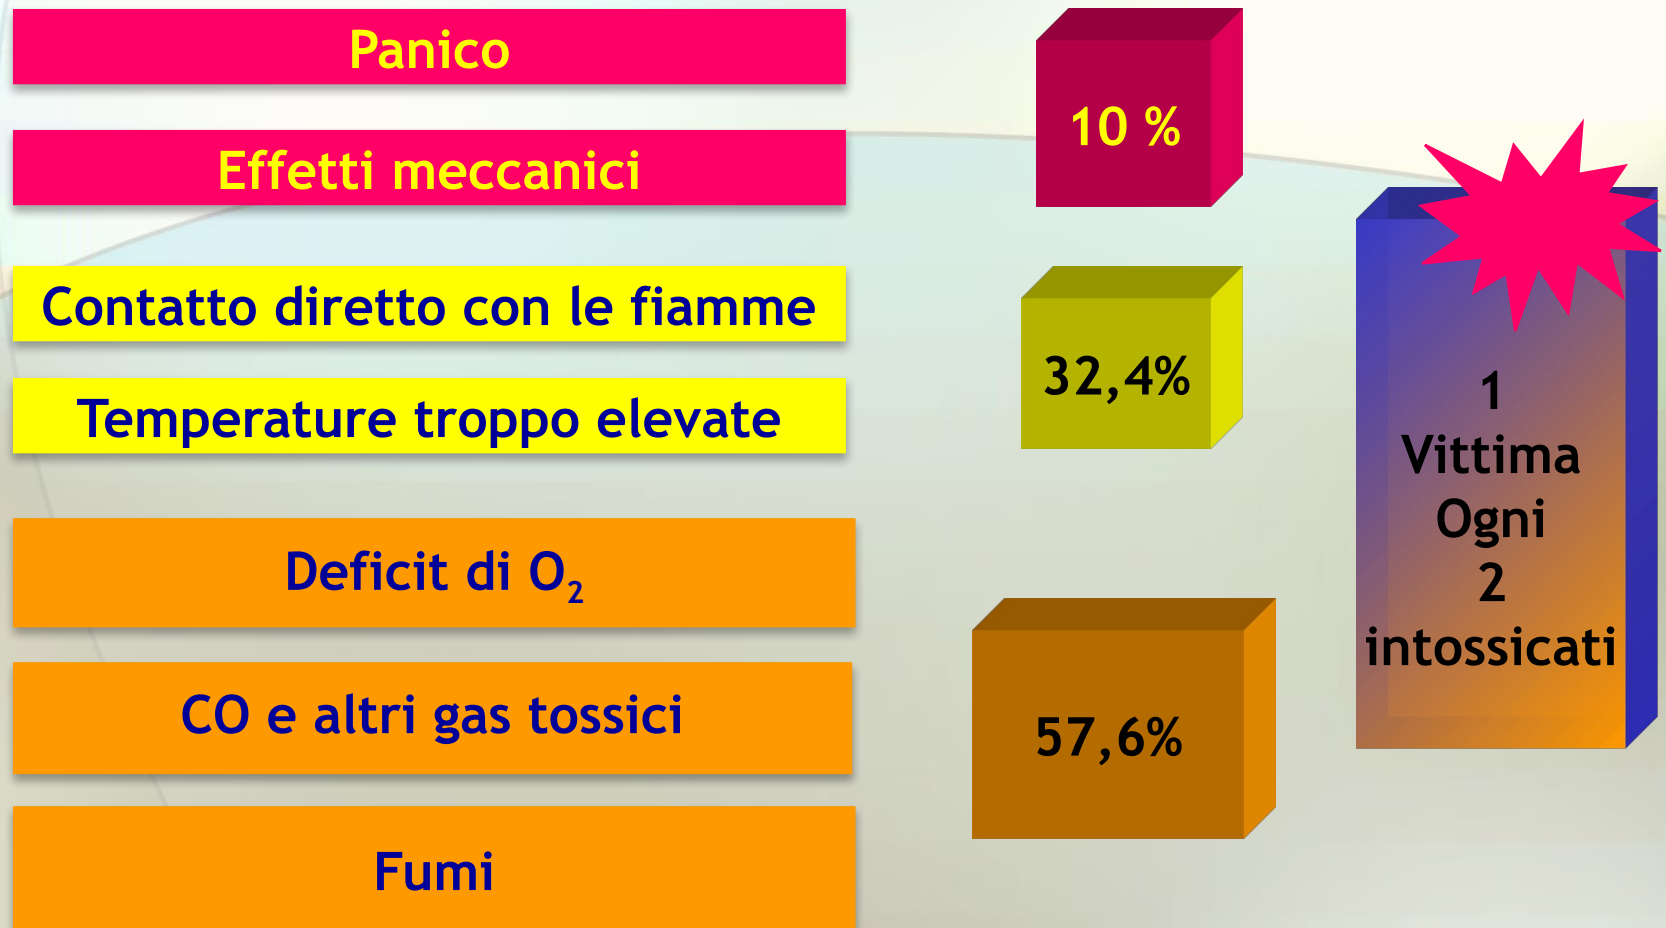 Panico
10 %
Effetti meccanici
Contatto diretto con le fiamme
32,4%
Temperature troppo elevate
Deficit di O₂
CO e altri gas tossici
57,6%
Fumi
1
Vittima
Ogni
2
intossicati